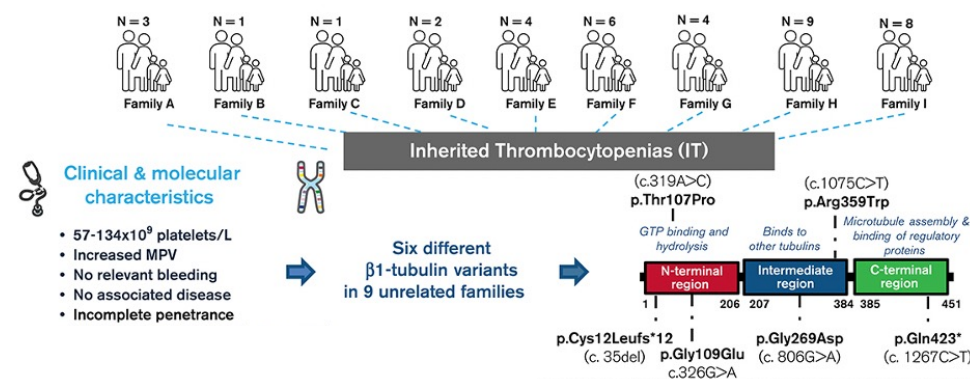 N = 3 N = 1 N = 1 N = 2 N = 4 N = 6 N = 4 N = 9 N = 8
Family A Family B Family C Family D Family E Family F Family G Family H Family I
Inherited Thrombocytopenias (IT)
Clinical & molecular
characteristics
• 57-134x10⁹ platelets/L
• Increased MPV
• No relevant bleeding
• No associated disease
• Incomplete penetrance
Six different
β1-tubulin variants
in 9 unrelated families
(c.319A>C)
p.Thr107Pro
(c.1075C>T)
p.Arg359Trp
GTP binding and
hydrolysis
Binds to
other tubulins
Microtubule assembly &
binding of regulatory
proteins
N-terminal
region
Intermediate
region
C-terminal
region
1 206 207 384 385 451
p.Cys12Leufs*12
(c. 35del)
p.Gly109Glu
c.326G>A
p.Gly269Asp
(c. 806G>A)
p.Gln423*
(c. 1267C>T)